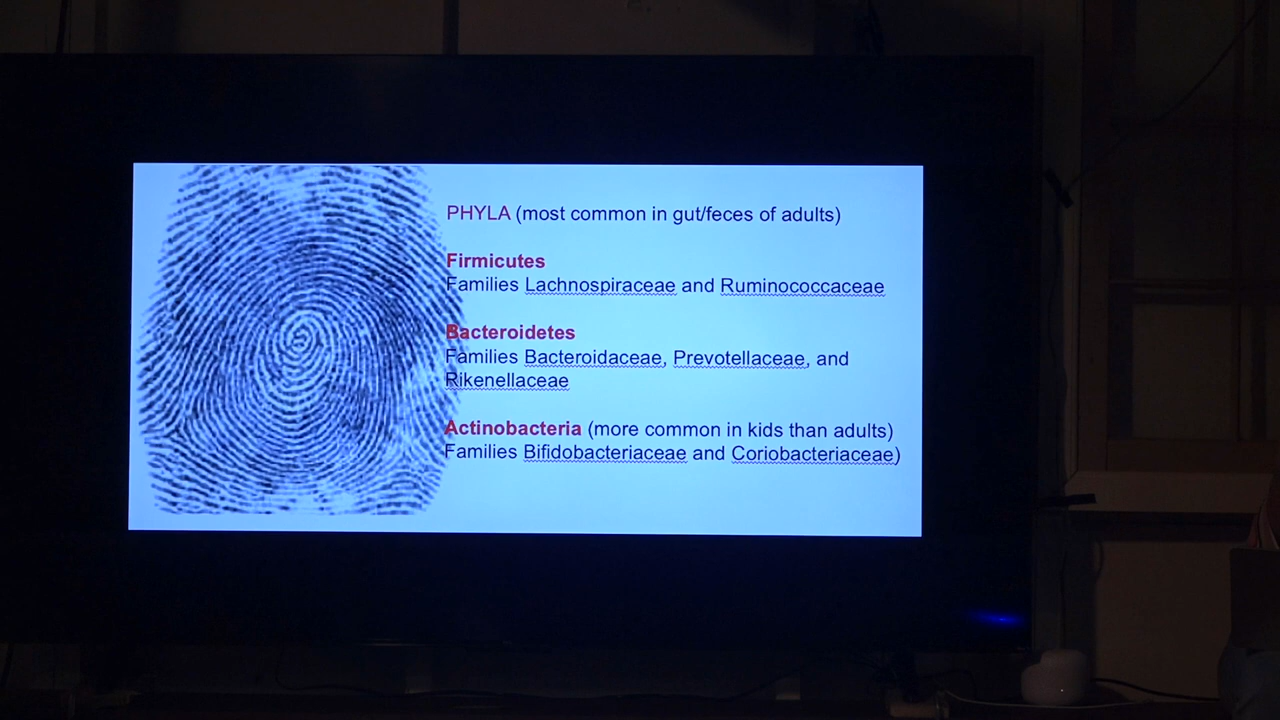 PHYLA (most common in gut/feces of adults)
Firmicutes
Families Lachnospiraceae and Ruminococcaceae
Bacteroidetes
Families Bacteroidaceae, Prevotellaceae, and
Rikenellaceae
Actinobacteria (more common in kids than adults)
Families Bifidobacteriaceae and Coriobacteriaceae)